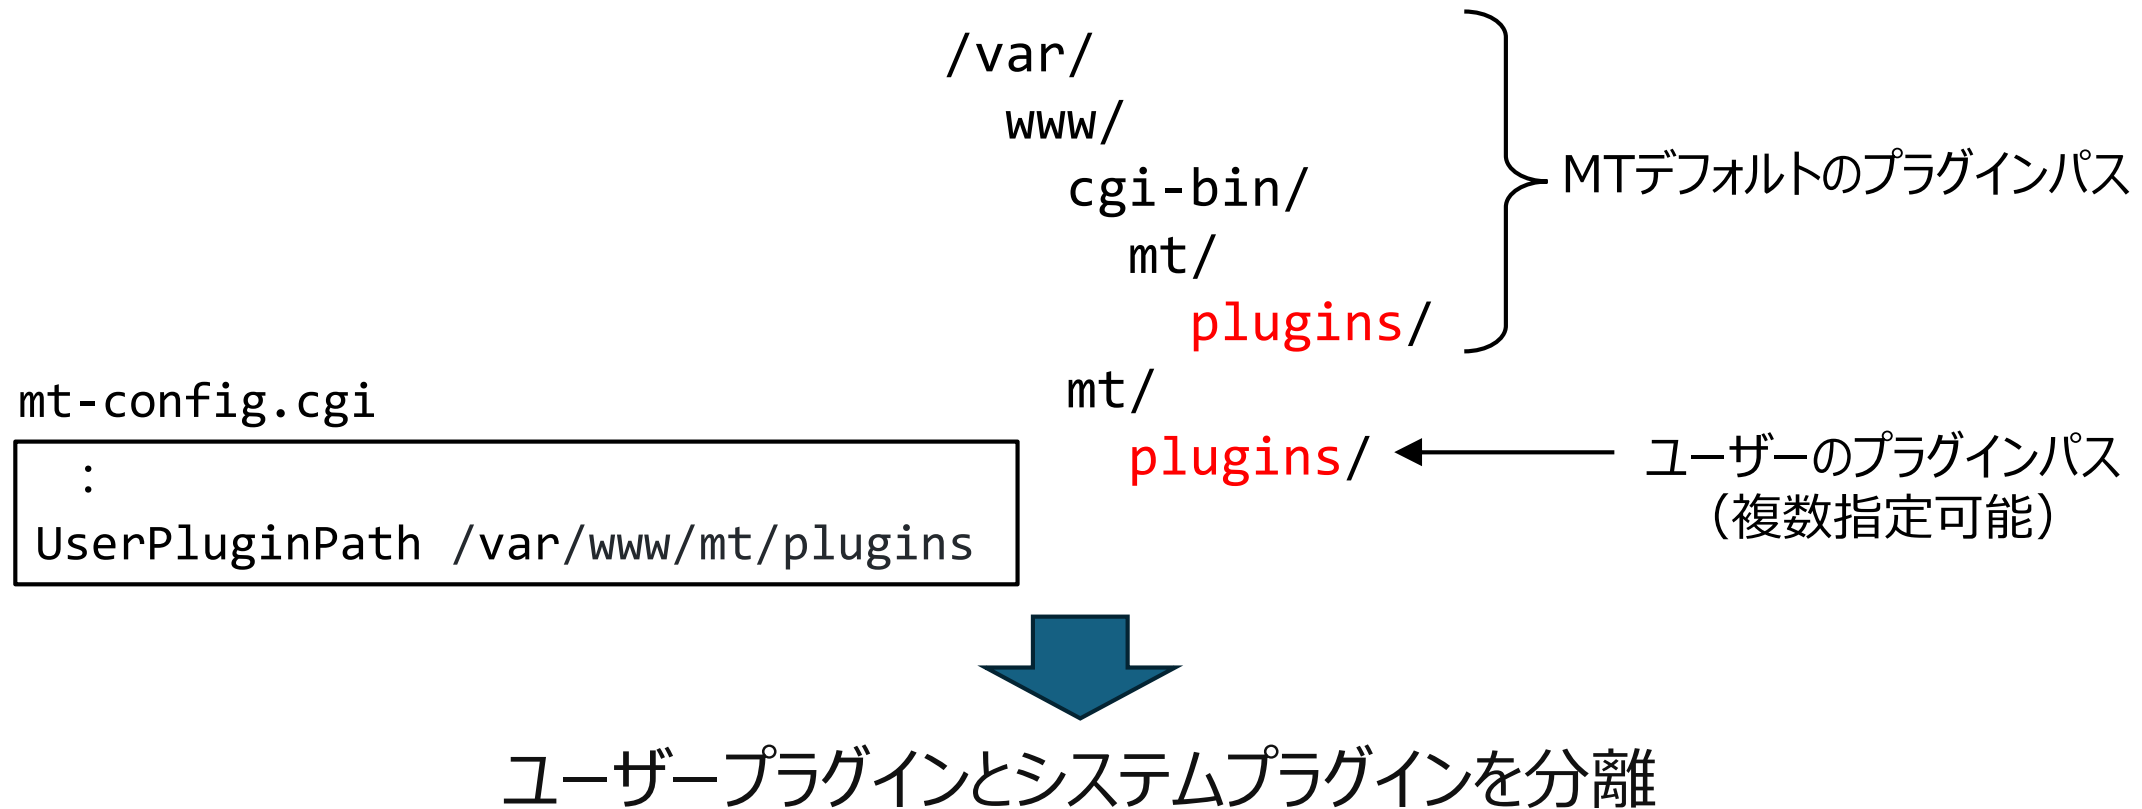 /var/
www/
cgi-bin/
mt/
plugins/
MTデフォルトのプラグインパス
mt/
plugins/
ユーザーのプラグインパス
（複数指定可能）
mt-config.cgi
：
UserPluginPath /var/www/mt/plugins
ユーザープラグインとシステムプラグインを分離